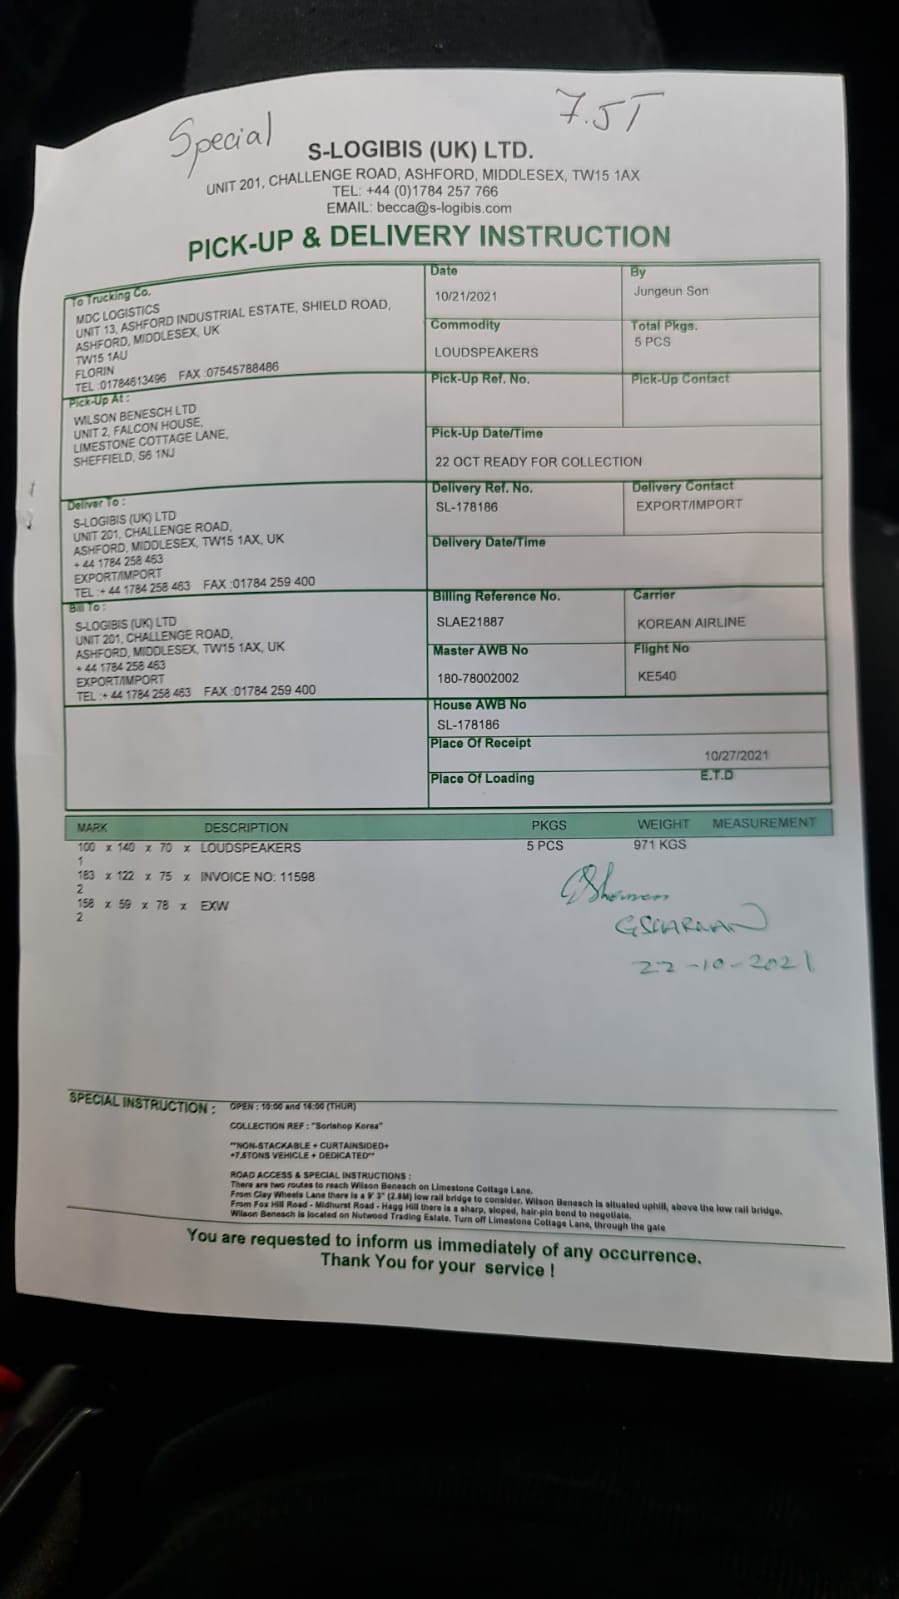 Special
7.5T
S-LOGIBIS (UK) LTD.
UNIT 201, CHALLENGE ROAD, ASHFORD, MIDDLESEX, TW15 1AX
TEL: +44 (0)1784 257 766
EMAIL: becca@s-logibis.com
PICK-UP & DELIVERY INSTRUCTION
To Trucking Co.
MDC LOGISTICS
UNIT 13, ASHFORD INDUSTRIAL ESTATE, SHIELD ROAD,
ASHFORD, MIDDLESEX, UK
TW15 1AU
FLORIN
TEL :01784613496 FAX :07545788486
Date
10/21/2021
By
Jungeun Son
Commodity
LOUDSPEAKERS
Total Pkgs.
5 PCS
Pick-Up At :
WILSON BENESCH LTD
UNIT 2, FALCON HOUSE,
LIMESTONE COTTAGE LANE,
SHEFFIELD, S6 1NJ
Pick-Up Ref. No.
Pick-Up Contact
Pick-Up Date/Time
22 OCT READY FOR COLLECTION
Deliver To :
S-LOGIBIS (UK) LTD
UNIT 201, CHALLENGE ROAD,
ASHFORD, MIDDLESEX, TW15 1AX, UK
+ 44 1784 258 463
EXPORT/IMPORT
TEL :+ 44 1784 258 463 FAX :01784 259 400
Delivery Ref. No.
SL-178186
Delivery Contact
EXPORT/IMPORT
Delivery Date/Time
Bill To :
S-LOGIBIS (UK) LTD
UNIT 201, CHALLENGE ROAD,
ASHFORD, MIDDLESEX, TW15 1AX, UK
+ 44 1784 258 463
EXPORT/IMPORT
TEL :+ 44 1784 258 463 FAX :01784 259 400
Billing Reference No.
SLAE21887
Carrier
KOREAN AIRLINE
Master AWB No
180-78002002
Flight No
KE540
House AWB No
SL-178186
Place Of Receipt
10/27/2021
Place Of Loading
E.T.D
MARK DESCRIPTION PKGS WEIGHT MEASUREMENT
100 x 140 x 70 x LOUDSPEAKERS 5 PCS 971 KGS
1
183 x 122 x 75 x INVOICE NO: 11598
2
158 x 59 x 78 x EXW
2
GSHARMAN
22-10-2021
SPECIAL INSTRUCTION :
OPEN : 10:00 and 16:00 (THUR)
COLLECTION REF : "Sorishop Korea"
**NON-STACKABLE + CURTAINSIDED+
+7.5TONS VEHICLE + DEDICATED**
ROAD ACCESS & SPECIAL INSTRUCTIONS :
There are two routes to reach Wilson Benesch on Limestone Cottage Lane.
From Clay Wheels Lane there is a 9' 3" (2.8M) low rail bridge to consider. Wilson Benesch is situated uphill, above the low rail bridge.
From Fox Hill Road - Midhurst Road - Hagg Hill there is a sharp, sloped, hair-pin bend to negotiate.
Wilson Benesch is located on Nutwood Trading Estate. Turn off Limestone Cottage Lane, through the gate
You are requested to inform us immediately of any occurrence.
Thank You for your service !